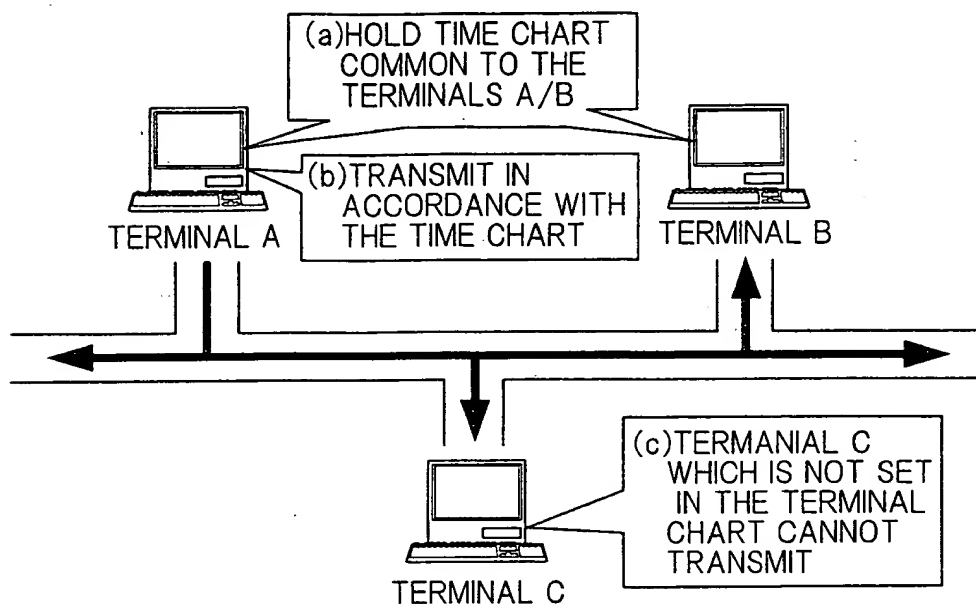 (a)HOLD TIME CHART
COMMON TO THE
TERMINALS A/B
(b)TRANSMIT IN
ACCORDANCE WITH
THE TIME CHART
TERMINAL A
TERMINAL B
(c)TERMANIAL C
WHICH IS NOT SET
IN THE TERMINAL
CHART CANNOT
TRANSMIT
TERMINAL C